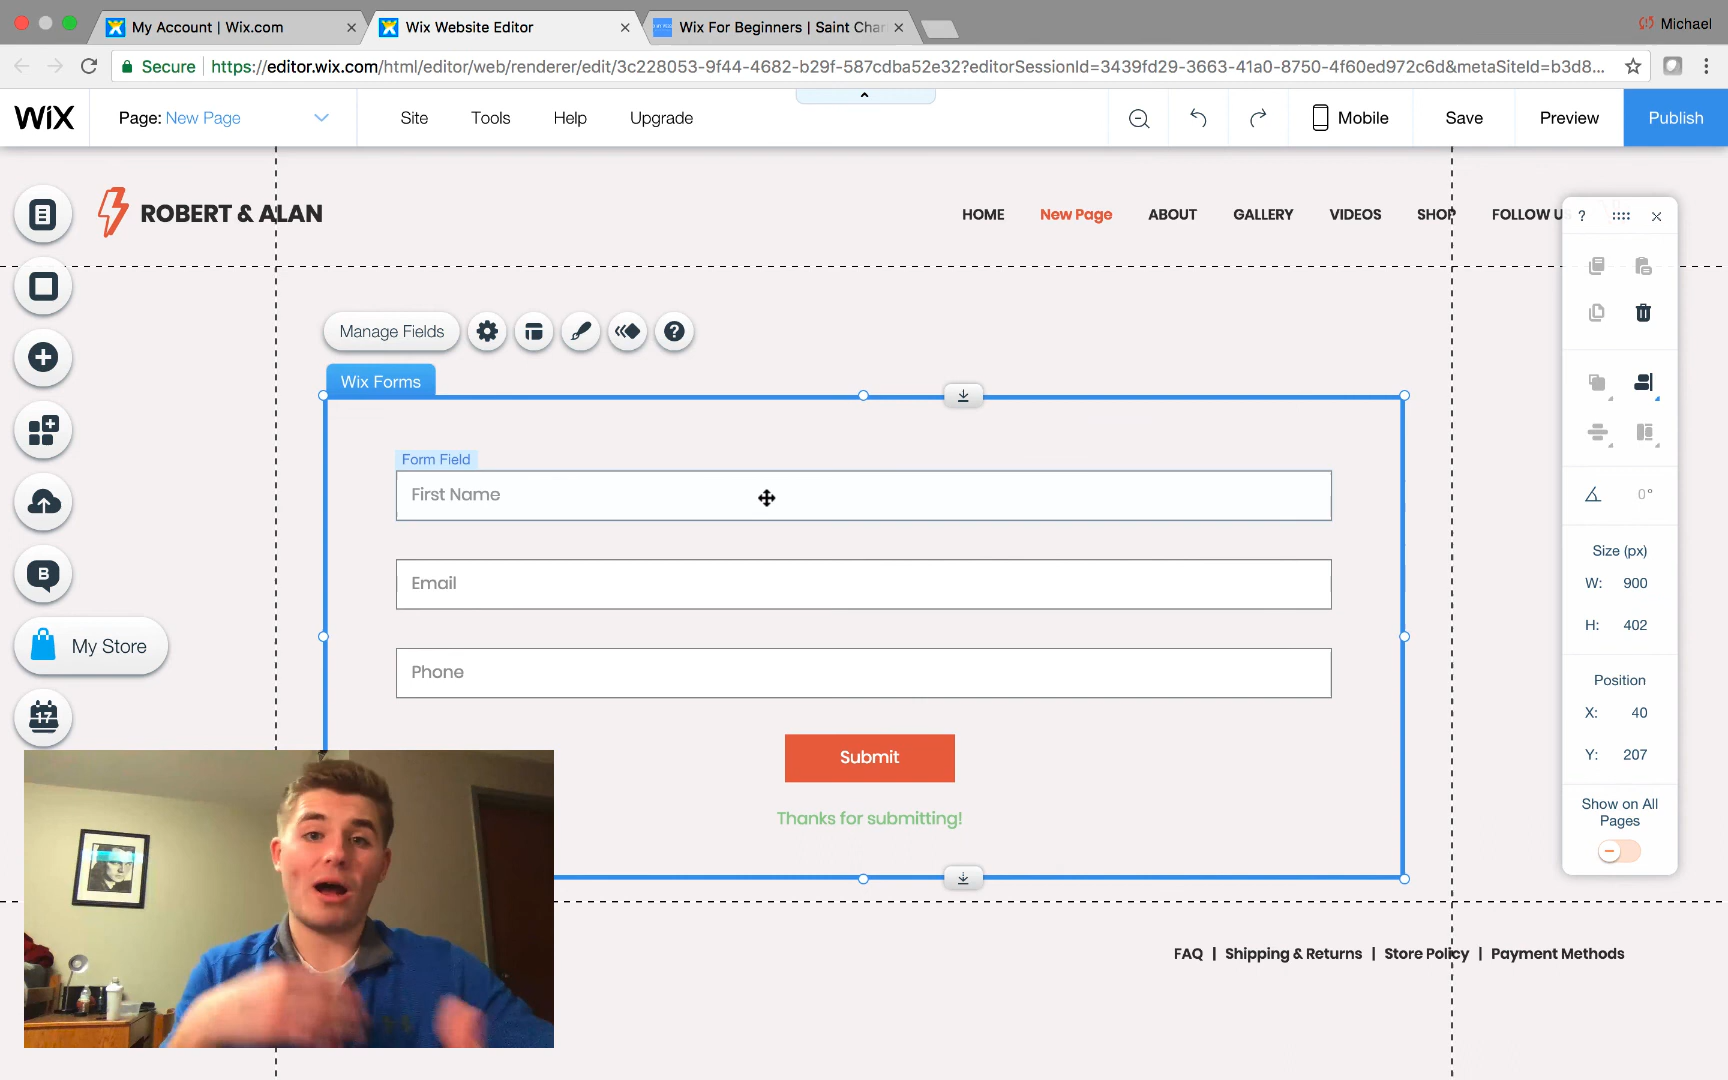 My Account | Wix.com
Wix Website Editor
Wix For Beginners | Saint Char
Michael
Secure
https://editor.wix.com/html/editor/web/renderer/edit/3c228053-9f44-4682-b29f-587cdba52e32?editorSessionId=3439fd29-3663-41a0-8750-4f60ed972c6d&metaSiteId=b3d8...
WiX
Page: New Page
Site
Tools
Help
Upgrade
Mobile
Save
Preview
Publish
ROBERT & ALAN
HOME
New Page
ABOUT
GALLERY
VIDEOS
SHOP
FOLLOW US
?
Manage Fields
?
Wix Forms
Form Field
First Name
Email
Phone
Submit
Thanks for submitting!
B
My Store
17
0°
Size (px)
W: 900
H: 402
Position
X: 40
Y: 207
Show on All
Pages
FAQ | Shipping & Returns | Store Policy | Payment Methods